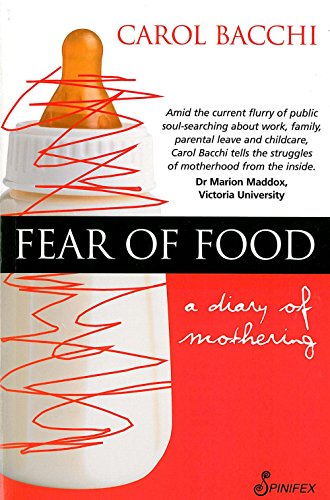 CAROL BACCHI
Amid the current flurry of public
soul-searching about work, family,
parental leave and childcare,
Carol Bacchi tells the struggles
of motherhood from the inside.
Dr Marion Maddox,
Victoria University
FEAR OF FOOD
a diary of
mothering
SPINIFEX